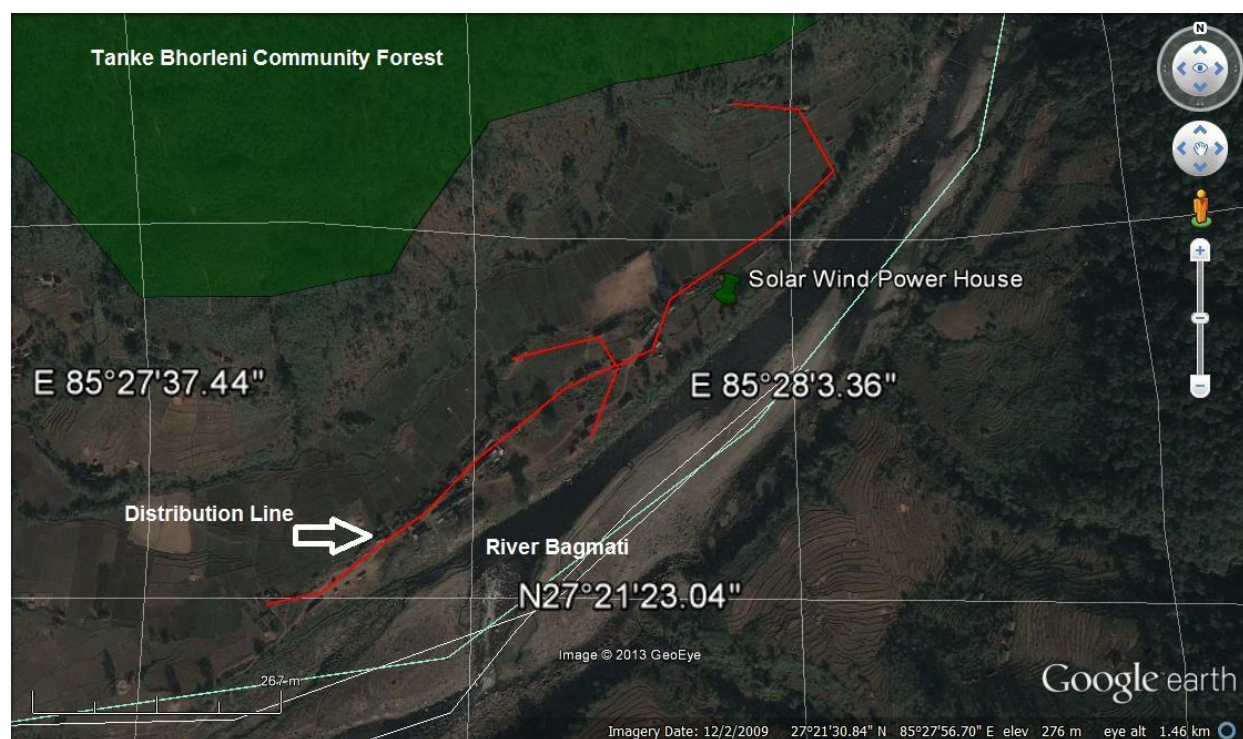 Tanke Bhorleni Community Forest
N
Solar Wind Power House
E 85°27'37.44"
E 85°28'3.36"
Distribution Line
River Bagmati
N27°21'23.04"
Image © 2013 GeoEye
267 m
Google earth
Imagery Date: 12/2/2009 27°21'30.84" N 85°27'56.70" E elev 276 m eye alt 1.46 km